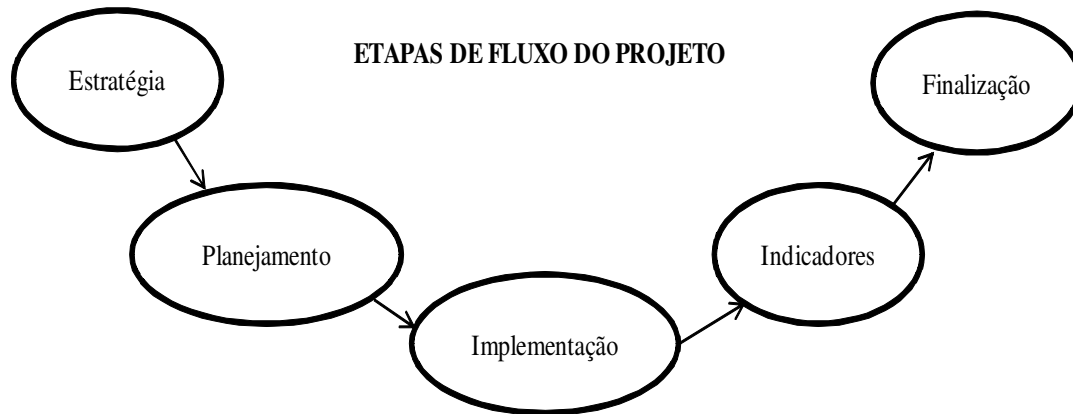 ETAPAS DE FLUXO DO PROJETO
Estratégia
Planejamento
Implementação
Indicadores
Finalização